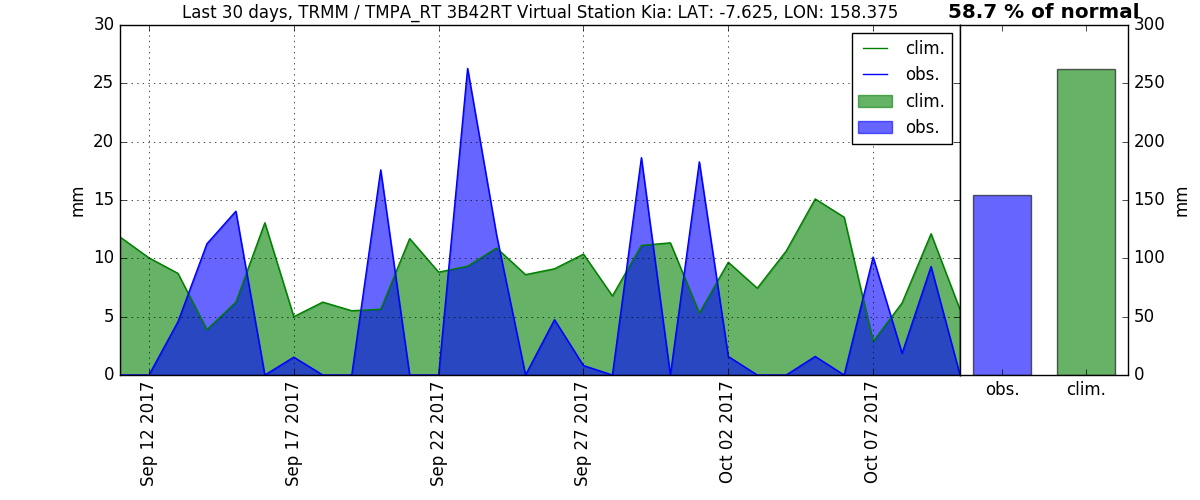 Last 30 days, TRMM / TMPA_RT 3B42RT Virtual Station Kia: LAT: -7.625, LON: 158.375
58.7 % of normal
30
25
20
15
10
5
0
mm
clim.
obs.
clim.
obs.
300
250
200
150
100
50
0
mm
Sep 12 2017
Sep 17 2017
Sep 22 2017
Sep 27 2017
Oct 02 2017
Oct 07 2017
obs.
clim.